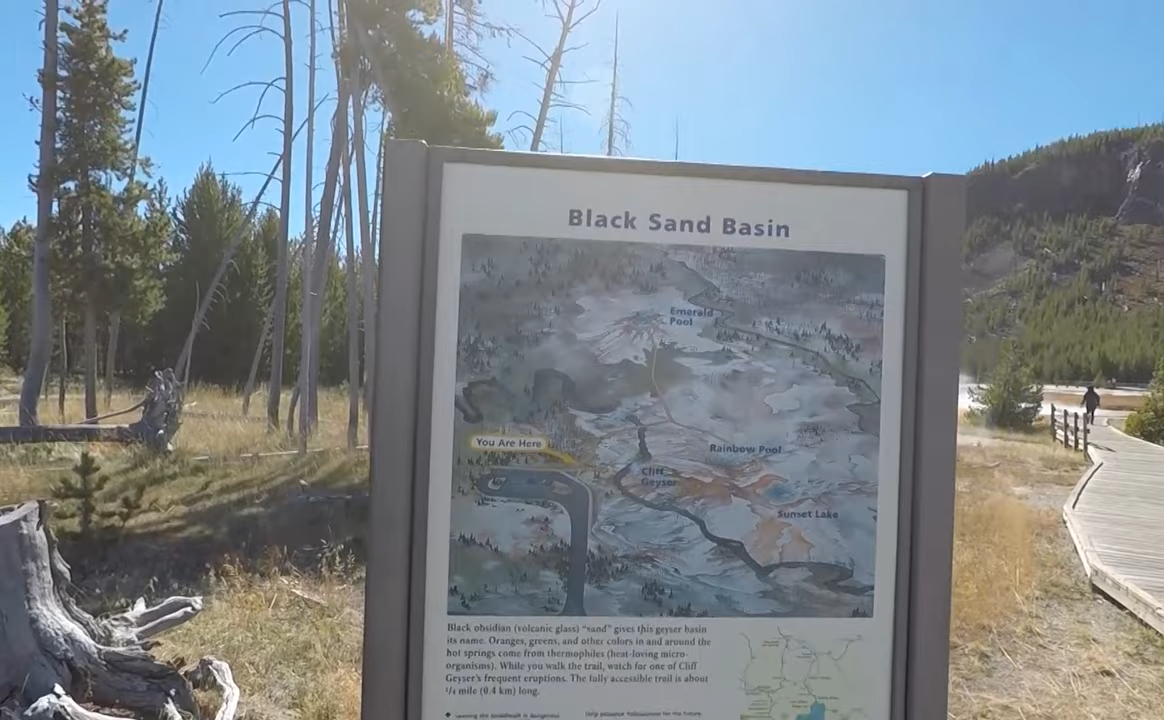 Black Sand Basin
Emerald
Pool
You Are Here
Rainbow Pool
Cliff
Geyser
Sunset Lake
Black obsidian (volcanic glass) “sand” gives this geyser basin
its name. Oranges, greens, and other colors in and around the
hot springs come from thermophiles (heat-loving micro-
organisms). While you walk the trail, watch for one of Cliff
Geyser's frequent eruptions. The fully accessible trail is about
¼ mile (0.4 km) long.